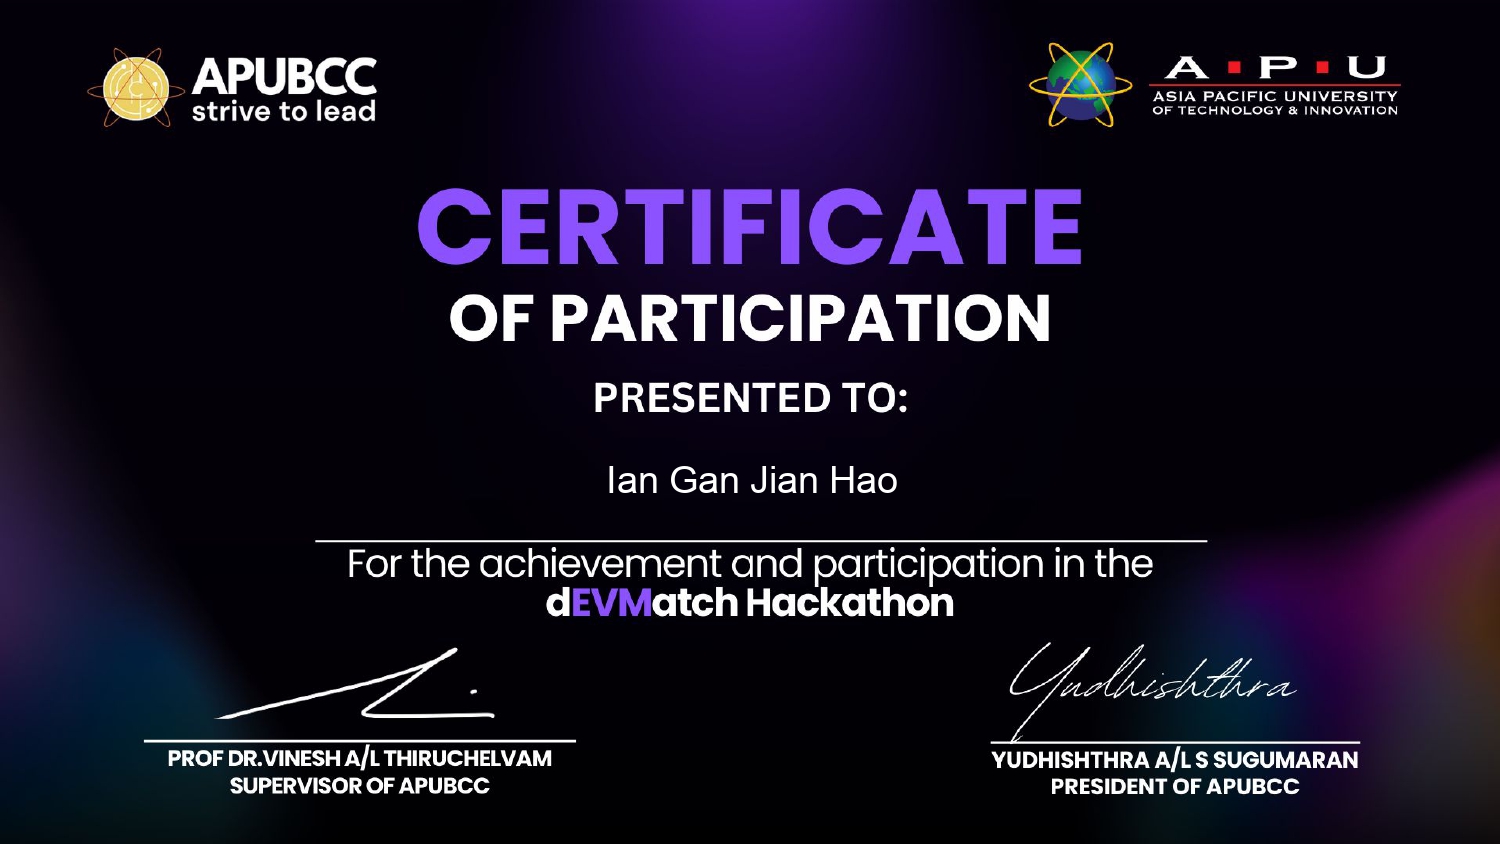 APUBCC
strive to lead
A P U
ASIA PACIFIC UNIVERSITY
OF TECHNOLOGY & INNOVATION
CERTIFICATE
OF PARTICIPATION
PRESENTED TO:
Ian Gan Jian Hao
For the achievement and participation in the
dEVMatch Hackathon
Yudhishthra
PROF DR.VINESH A/L THIRUCHELVAM
SUPERVISOR OF APUBCC
YUDHISHTHRA A/L S SUGUMARAN
PRESIDENT OF APUBCC